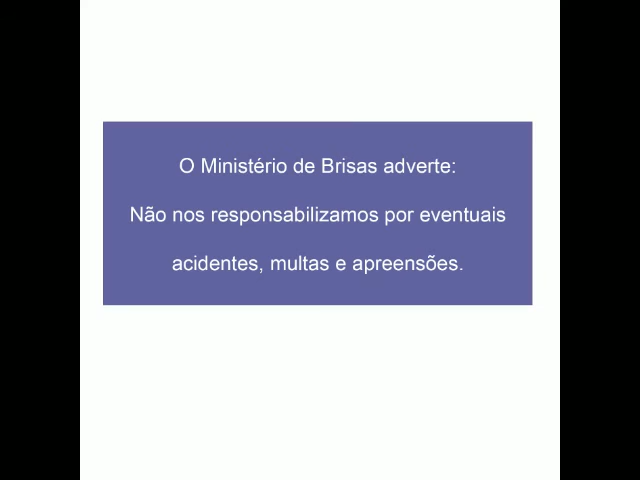 O Ministério de Brisas adverte:
Não nos responsabilizamos por eventuais
acidentes, multas e apreensões.